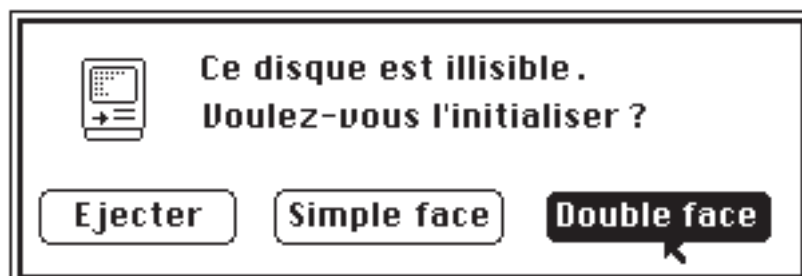 Ce disque est illisible.
Voulez-vous l'initialiser ?
Ejecter
Simple face
Double face